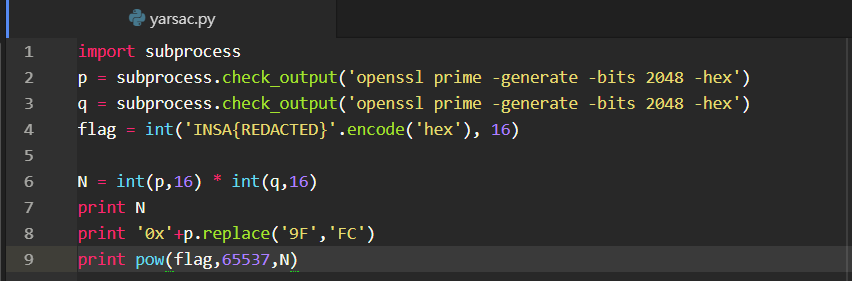 yarsac.py
1 import subprocess
2 p = subprocess.check_output('openssl prime -generate -bits 2048 -hex')
3 q = subprocess.check_output('openssl prime -generate -bits 2048 -hex')
4 flag = int('INSA{REDACTED}'.encode('hex'), 16)
5
6 N = int(p,16) * int(q,16)
7 print N
8 print '0x'+p.replace('9F','FC')
9 print pow(flag,65537,N)